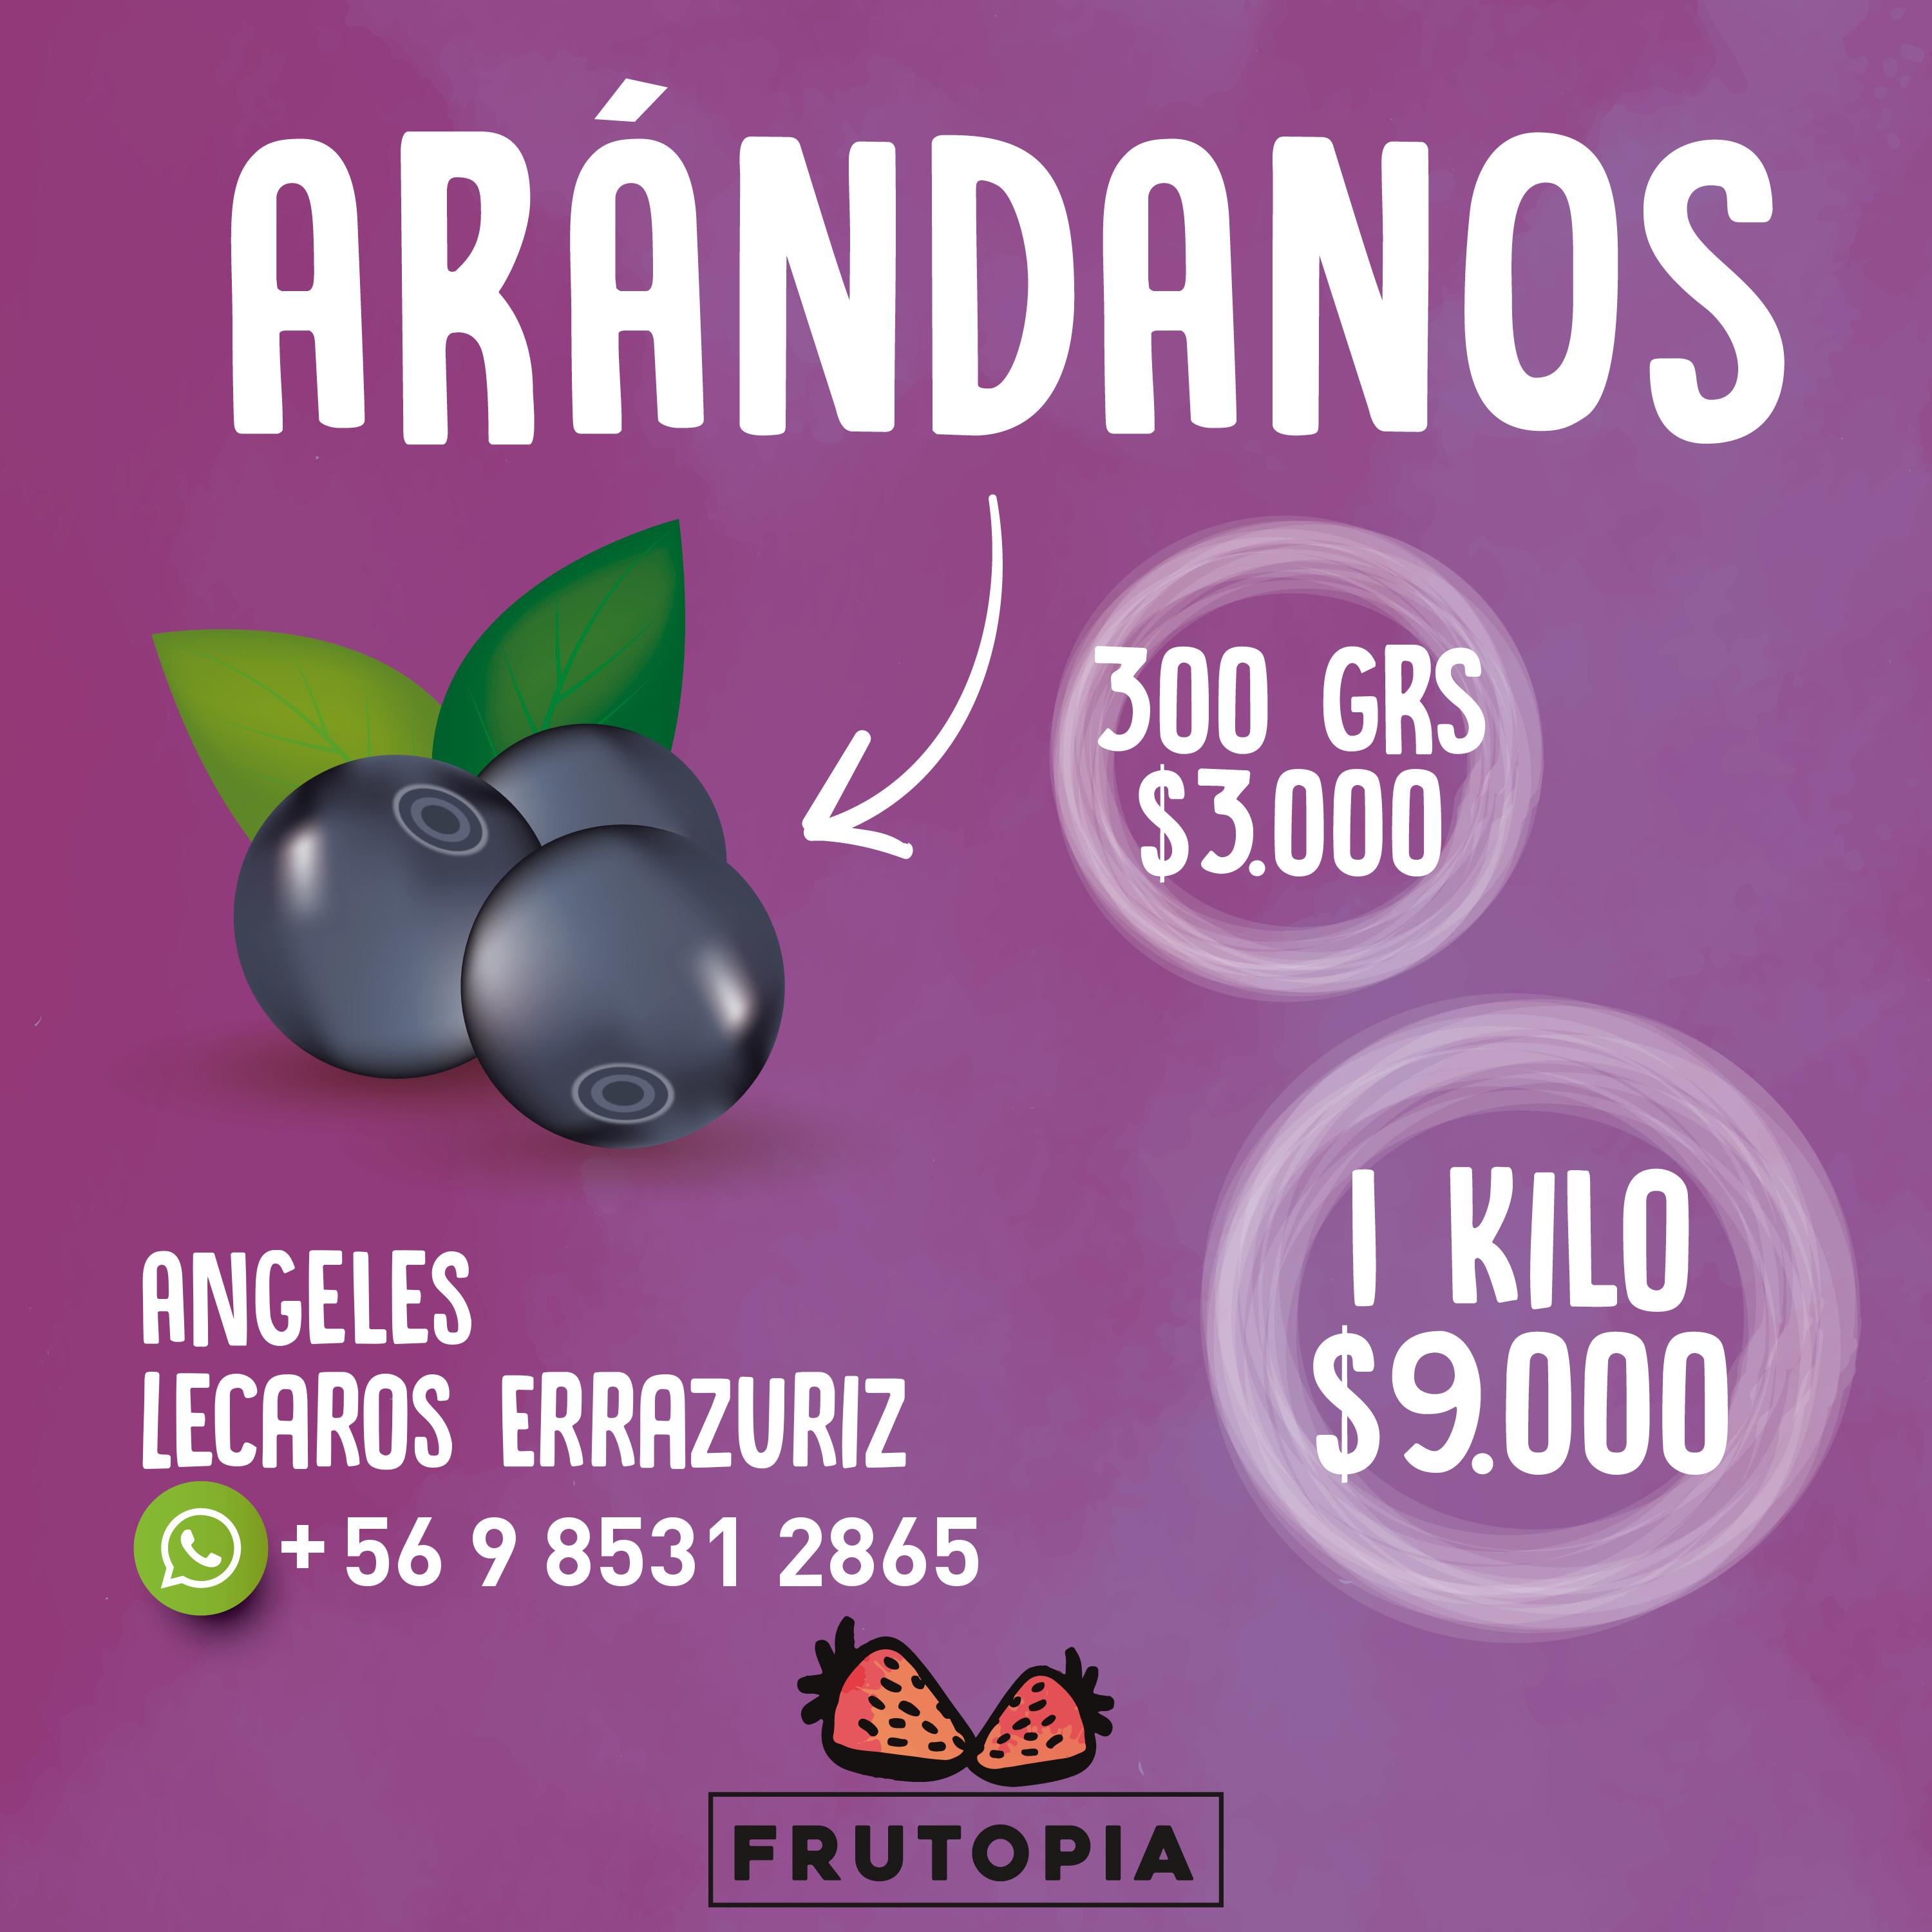 ARÁNDANOS
300 GRS
$3.000
1 KILO
$9.000
ANGELES
LECAROS ERRAZURIZ
+ 56 9 8531 2865
FRUTOPIA